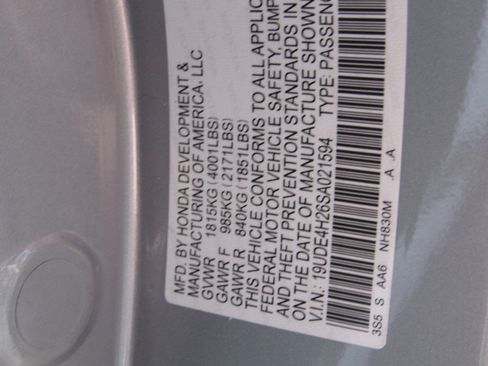 MFD. BY HONDA DEVELOPMENT &
MANUFACTURING OF AMERICA, LLC
GVWR 1815KG (4001LBS)
GAWR F 985KG (2171LBS)
GAWR R 840KG (1851LBS)
THIS VEHICLE CONFORMS TO ALL APPLIC
FEDERAL MOTOR VEHICLE SAFETY, BUMP
AND THEFT PREVENTION STANDARDS IN
ON THE DATE OF MANUFACTURE SHOWN
V.I.N.: 19UDE4H26SA021594 TYPE: PASSENG
3S5 S AA6 NH830M .A .A